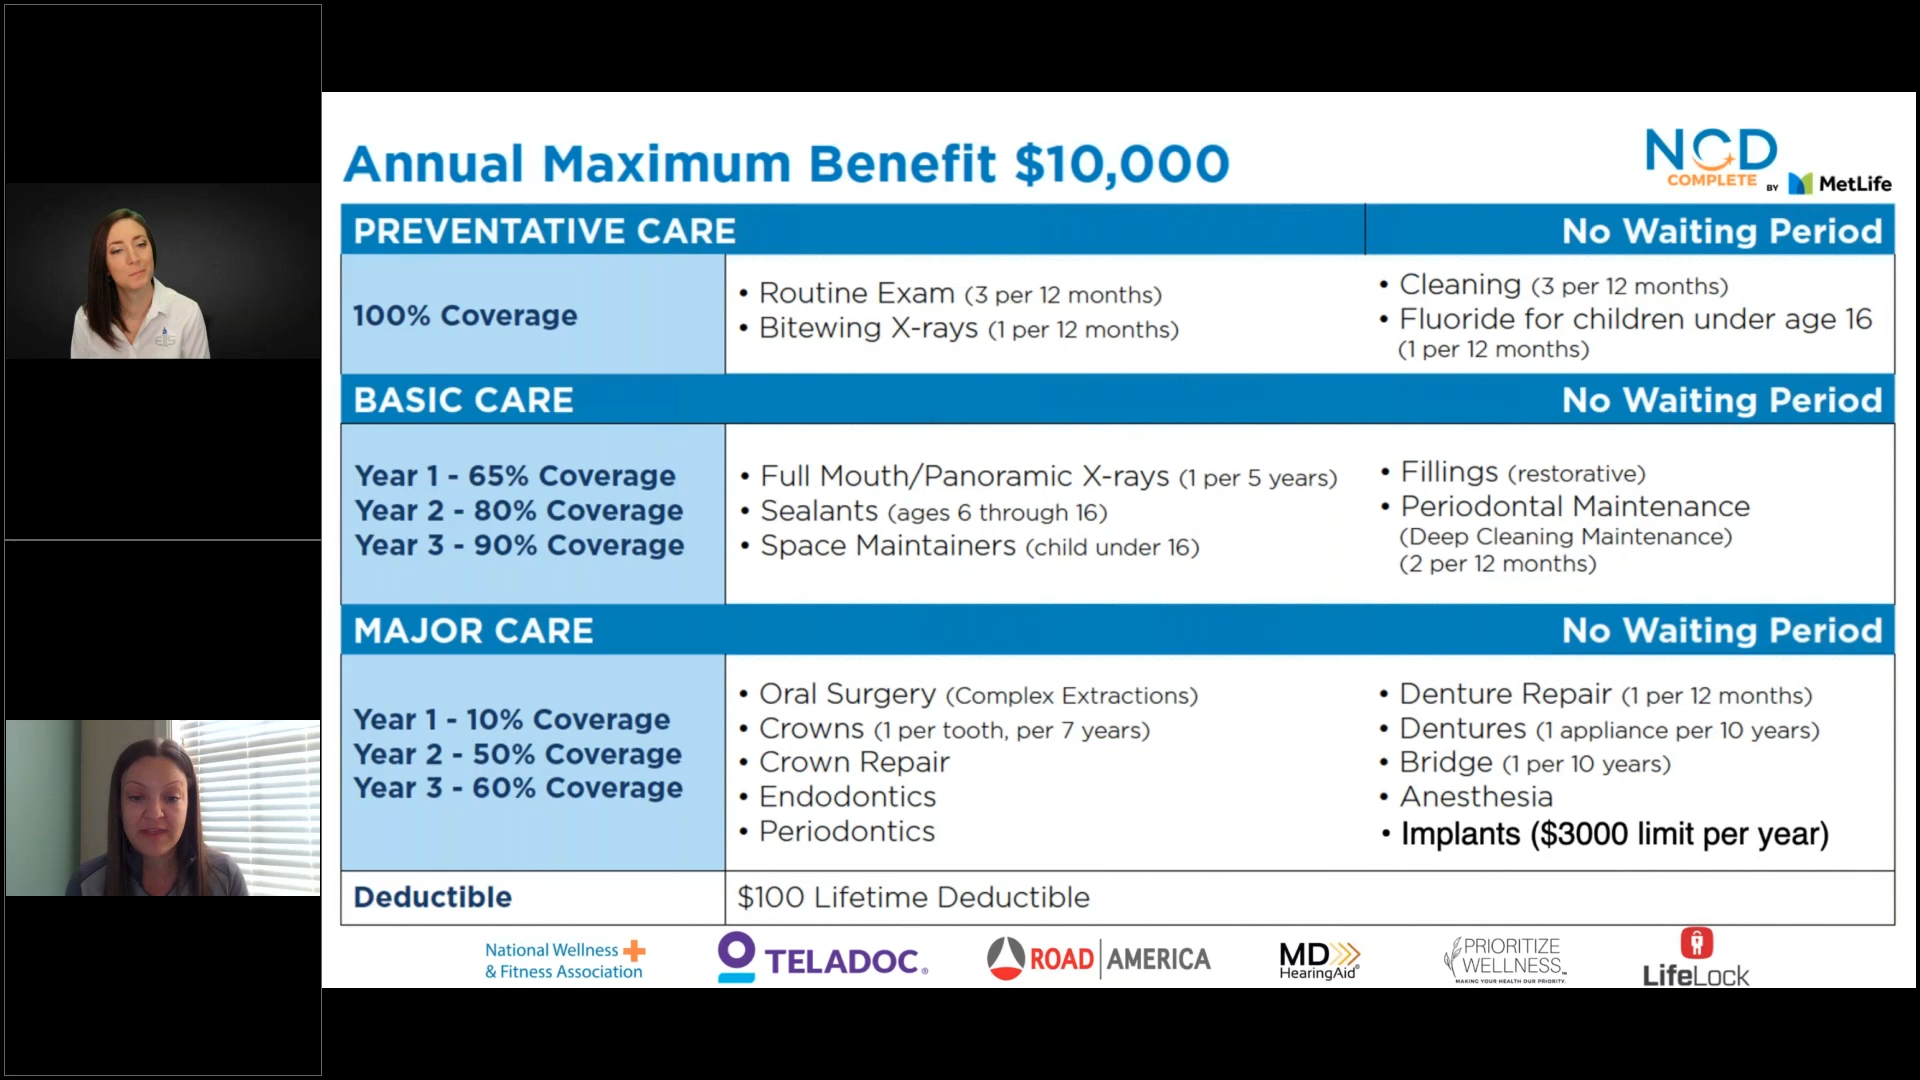 Annual Maximum Benefit $10,000
NCD
COMPLETE BY MetLife
PREVENTATIVE CARE No Waiting Period
100% Coverage
• Routine Exam (3 per 12 months)
• Bitewing X-rays (1 per 12 months)
• Cleaning (3 per 12 months)
• Fluoride for children under age 16
(1 per 12 months)
BASIC CARE No Waiting Period
Year 1 - 65% Coverage
Year 2 - 80% Coverage
Year 3 - 90% Coverage
• Full Mouth/Panoramic X-rays (1 per 5 years)
• Sealants (ages 6 through 16)
• Space Maintainers (child under 16)
• Fillings (restorative)
• Periodontal Maintenance
(Deep Cleaning Maintenance)
(2 per 12 months)
MAJOR CARE No Waiting Period
Year 1 - 10% Coverage
Year 2 - 50% Coverage
Year 3 - 60% Coverage
• Oral Surgery (Complex Extractions)
• Crowns (1 per tooth, per 7 years)
• Crown Repair
• Endodontics
• Periodontics
• Denture Repair (1 per 12 months)
• Dentures (1 appliance per 10 years)
• Bridge (1 per 10 years)
• Anesthesia
• Implants ($3000 limit per year)
Deductible
$100 Lifetime Deductible
National Wellness
& Fitness Association
TELADOC®
ROAD AMERICA
MD
HearingAid®
PRIORITIZE
WELLNESS™
MAKING YOUR HEALTH OUR PRIORITY.
LifeLock